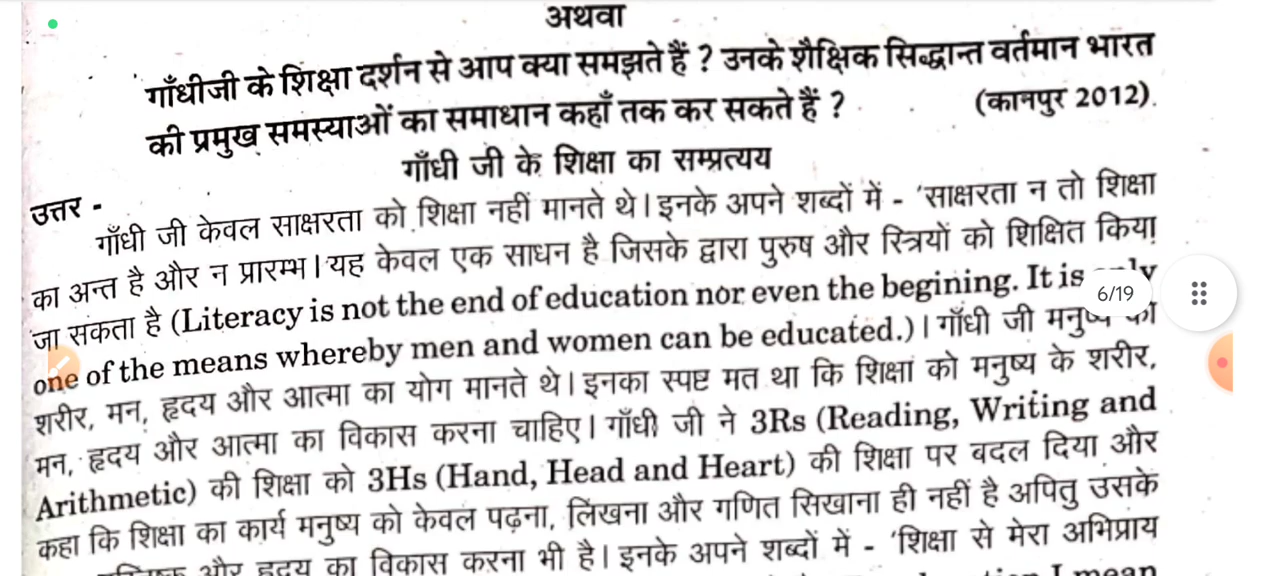 अथवा
गाँधीजी के शिक्षा दर्शन से आप क्या समझते हैं ? उनके शैक्षिक सिद्धान्त वर्तमान भारत
की प्रमुख समस्याओं का समाधान कहाँ तक कर सकते हैं ? (कानपुर 2012)
गाँधी जी के शिक्षा का सम्प्रत्यय
उत्तर -
गाँधी जी केवल साक्षरता को शिक्षा नहीं मानते थे। इनके अपने शब्दों में - 'साक्षरता न तो शिक्षा
का अन्त है और न प्रारम्भ। यह केवल एक साधन है जिसके द्वारा पुरुष और स्त्रियों को शिक्षित किया
जा सकता है (Literacy is not the end of education nor even the begining. It is
6/19
one of the means whereby men and women can be educated.)। गाँधी जी मनुष्य को
शरीर, मन, हृदय और आत्मा का योग मानते थे। इनका स्पष्ट मत था कि शिक्षा को मनुष्य के शरीर,
मन, हृदय और आत्मा का विकास करना चाहिए। गाँधी जी ने 3Rs (Reading, Writing and
Arithmetic) की शिक्षा को 3Hs (Hand, Head and Heart) की शिक्षा पर बदल दिया और
कहा कि शिक्षा का कार्य मनुष्य को केवल पढ़ना, लिखना और गणित सिखाना ही नहीं है अपितु उसके
और हृदय का विकास करना भी है। इनके अपने शब्दों में - 'शिक्षा से मेरा अभिप्राय
I mean